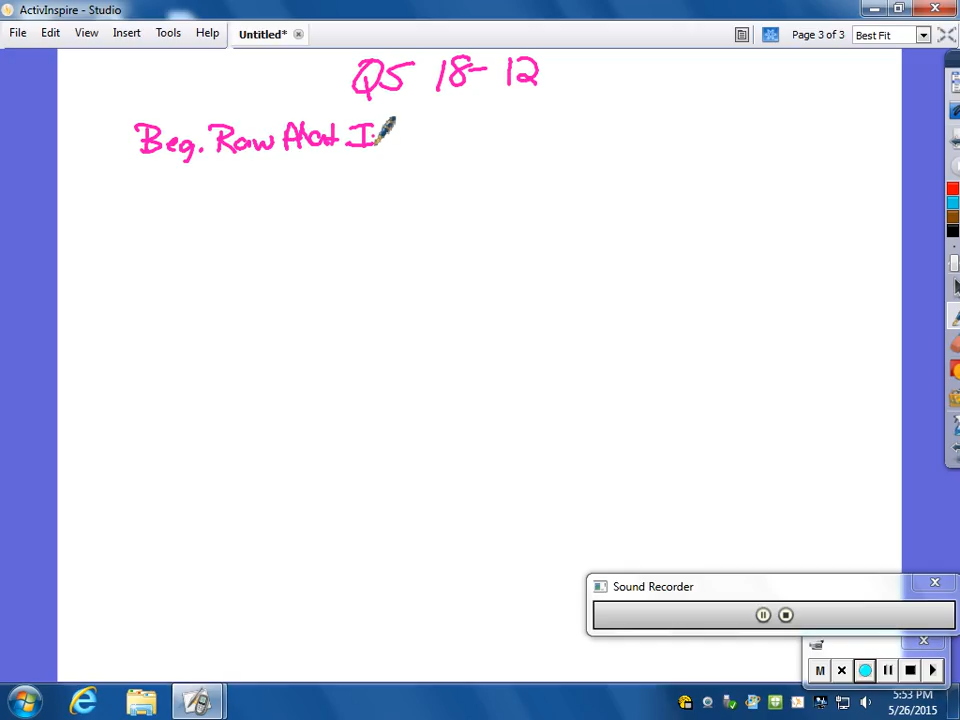 ActivInspire - Studio
File Edit View Insert Tools Help Untitled* Page 3 of 3 Best Fit
QS 18-12
Beg. Raw Mat. I
Sound Recorder
M
5:53 PM
5/26/2015